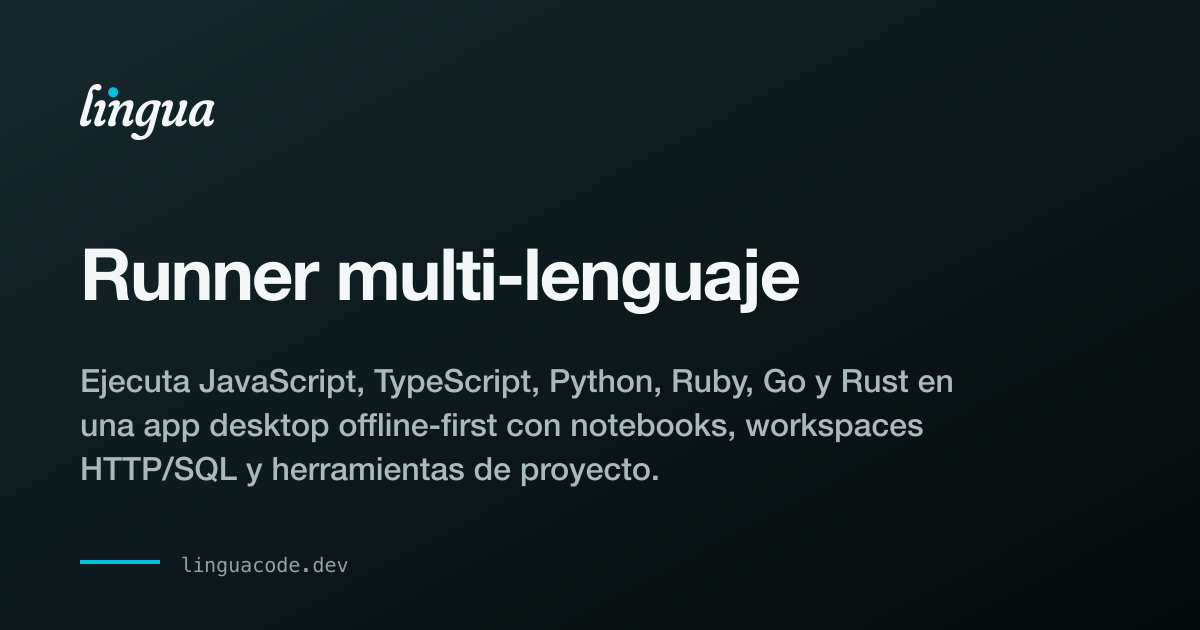 lingua
Runner multi-lenguaje
Ejecuta JavaScript, TypeScript, Python, Ruby, Go y Rust en
una app desktop offline-first con notebooks, workspaces
HTTP/SQL y herramientas de proyecto.
linguacode.dev